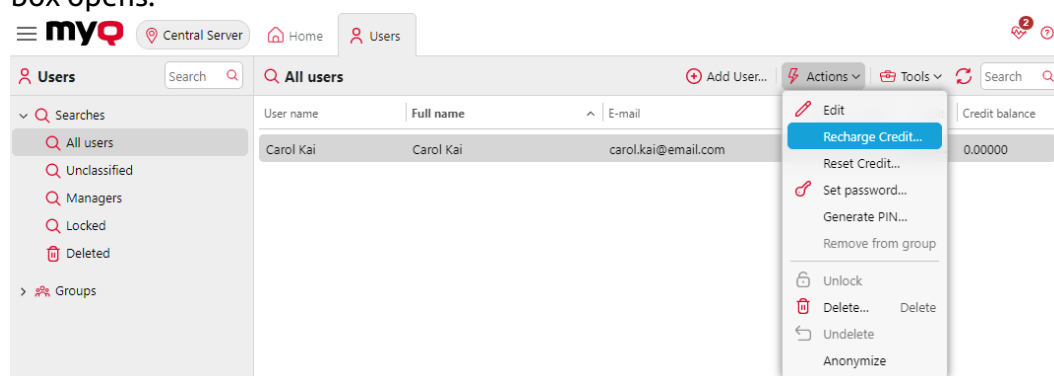 box opens.
myQ Central Server Home Users 2
Users Search All users Add User... Actions Tools Search
Searches User name Full name E-mail Credit balance
All users Carol Kai Carol Kai carol.kai@email.com 0.00000
Unclassified
Managers
Locked
Deleted
Groups
Edit
Recharge Credit...
Reset Credit...
Set password...
Generate PIN...
Remove from group
Unlock
Delete... Delete
Undelete
Anonymize